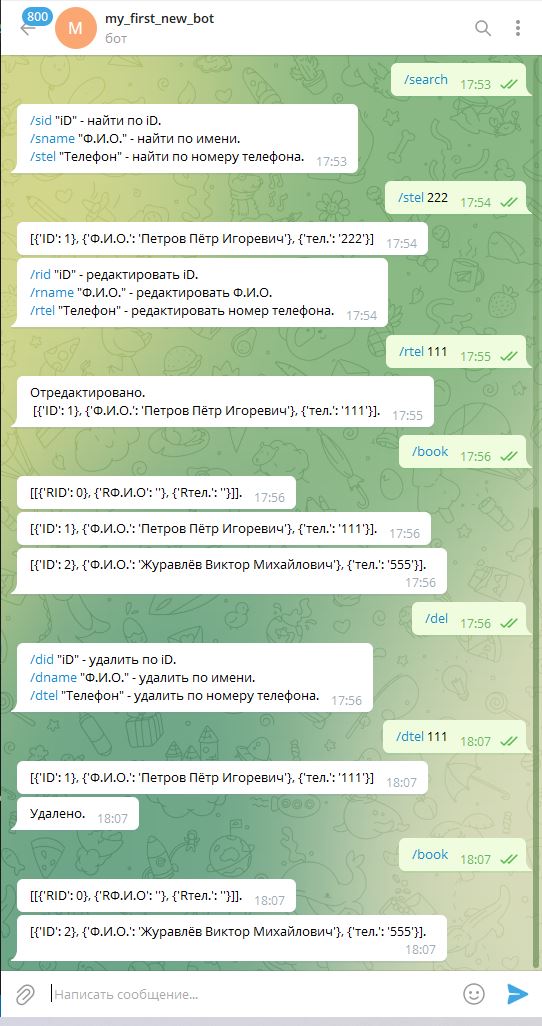 800
M
my_first_new_bot
бот
/search 17:53
/sid "iD" - найти по iD.
/sname "Ф.И.О." - найти по имени.
/stel "Телефон" - найти по номеру телефона. 17:53
/stel 222 17:54
[{'ID': 1}, {'Ф.И.О.': 'Петров Пётр Игоревич'}, {'тел.': '222'}] 17:54
/rid "iD" - редактировать iD.
/rname "Ф.И.О." - редактировать Ф.И.О.
/rtel "Телефон" - редактировать номер телефона. 17:54
/rtel 111 17:55
Отредактировано.
[{'ID': 1}, {'Ф.И.О.': 'Петров Пётр Игоревич'}, {'тел.': '111'}]. 17:55
/book 17:56
[[{'RID': 0}, {'RФ.И.О': ''}, {'Rтел.': ''}]]. 17:56
[{'ID': 1}, {'Ф.И.О.': 'Петров Пётр Игоревич'}, {'тел.': '111'}]. 17:56
[{'ID': 2}, {'Ф.И.О.': 'Журавлёв Виктор Михайлович'}, {'тел.': '555'}].
17:56
/del 17:56
/did "iD" - удалить по iD.
/dname "Ф.И.О." - удалить по имени.
/dtel "Телефон" - удалить по номеру телефона. 17:56
/dtel 111 18:07
[{'ID': 1}, {'Ф.И.О.': 'Петров Пётр Игоревич'}, {'тел.': '111'}] 18:07
Удалено. 18:07
/book 18:07
[[{'RID': 0}, {'RФ.И.О': ''}, {'Rтел.': ''}]]. 18:07
[{'ID': 2}, {'Ф.И.О.': 'Журавлёв Виктор Михайлович'}, {'тел.': '555'}].
18:07
Написать сообщение...